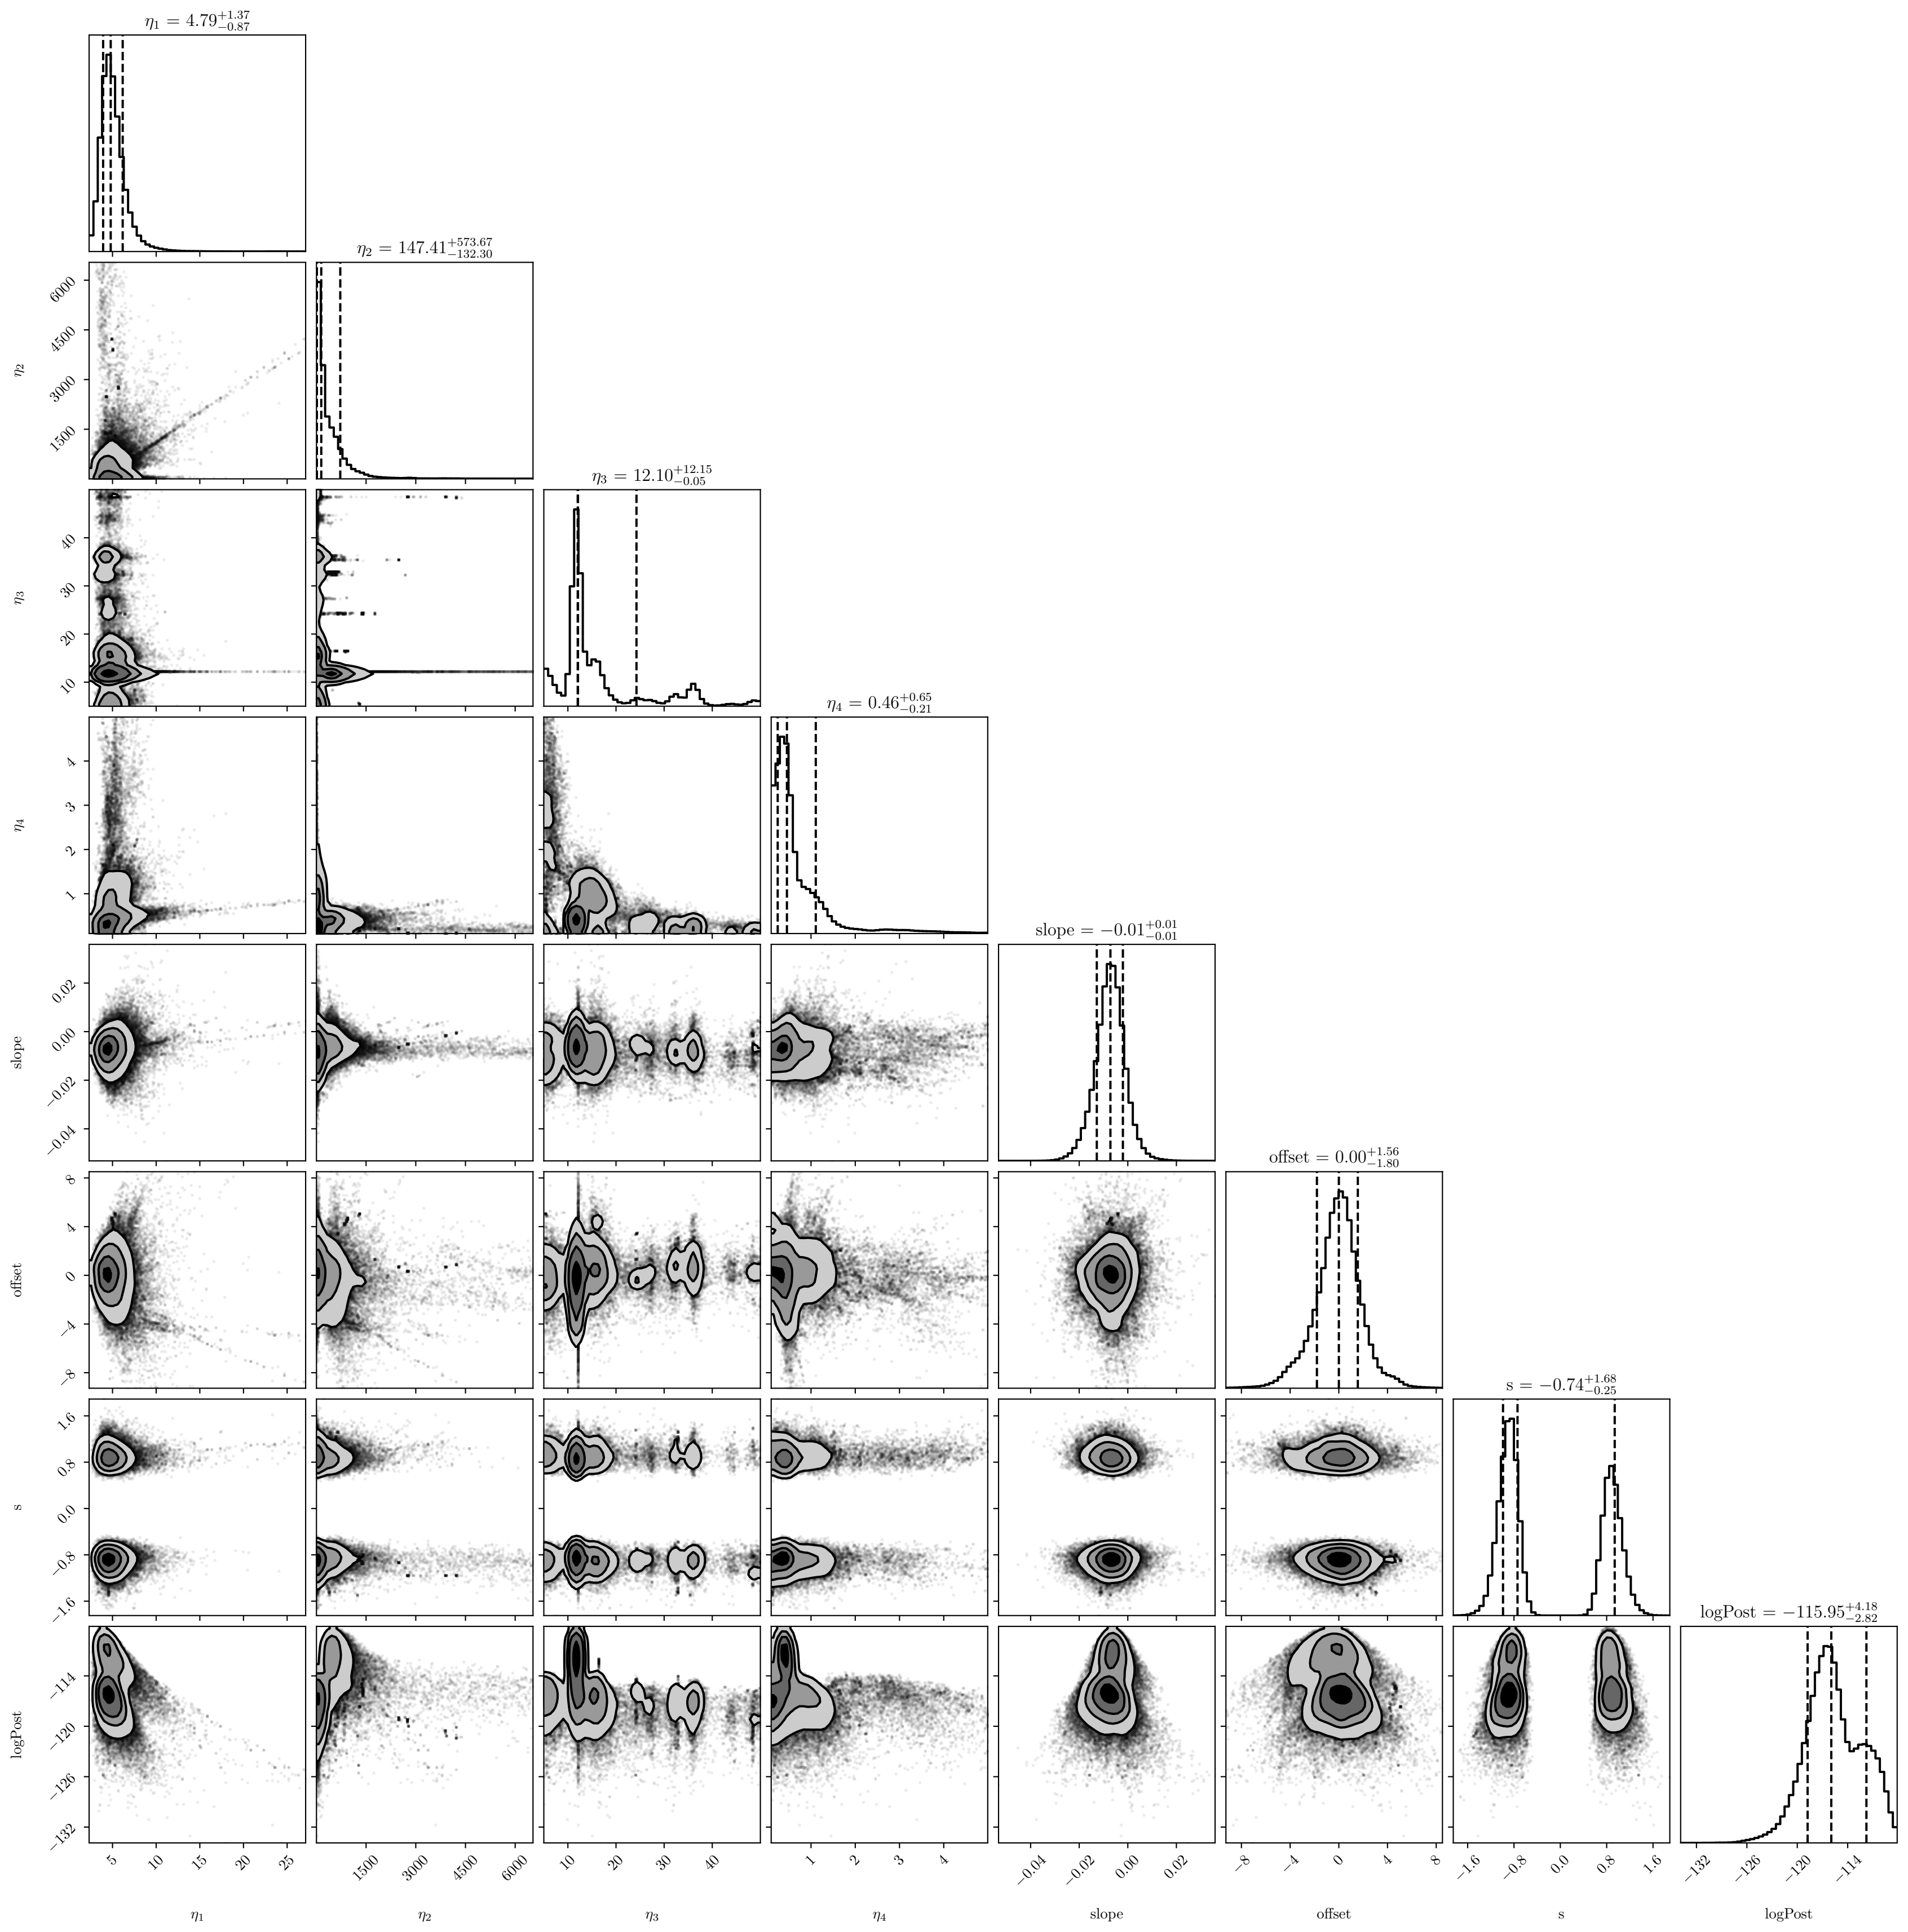 η₁ = 4.79^{+1.37}_{−0.87}
η₂ = 147.41^{+573.67}_{−132.30}
6000
4500
3000
1500
η₂
η₃ = 12.10^{+12.15}_{−0.05}
40
30
20
10
η₃
η₄ = 0.46^{+0.65}_{−0.21}
4
3
2
1
η₄
slope = −0.01^{+0.01}_{−0.01}
0.02
0.00
−0.02
−0.04
slope
offset = 0.00^{+1.56}_{−1.80}
8
4
0
−4
−8
offset
s = −0.74^{+1.68}_{−0.25}
1.6
0.8
0.0
−0.8
−1.6
s
logPost = −115.95^{+4.18}_{−2.82}
−114
−120
−126
−132
logPost
5 10 15 20 25 1500 3000 4500 6000 10 20 30 40 1 2 3 4 −0.04 −0.02 0.00 0.02 −8 −4 0 4 8 −1.6 −0.8 0.0 0.8 1.6 −132 −126 −120 −114
η₁ η₂ η₃ η₄ slope offset s logPost